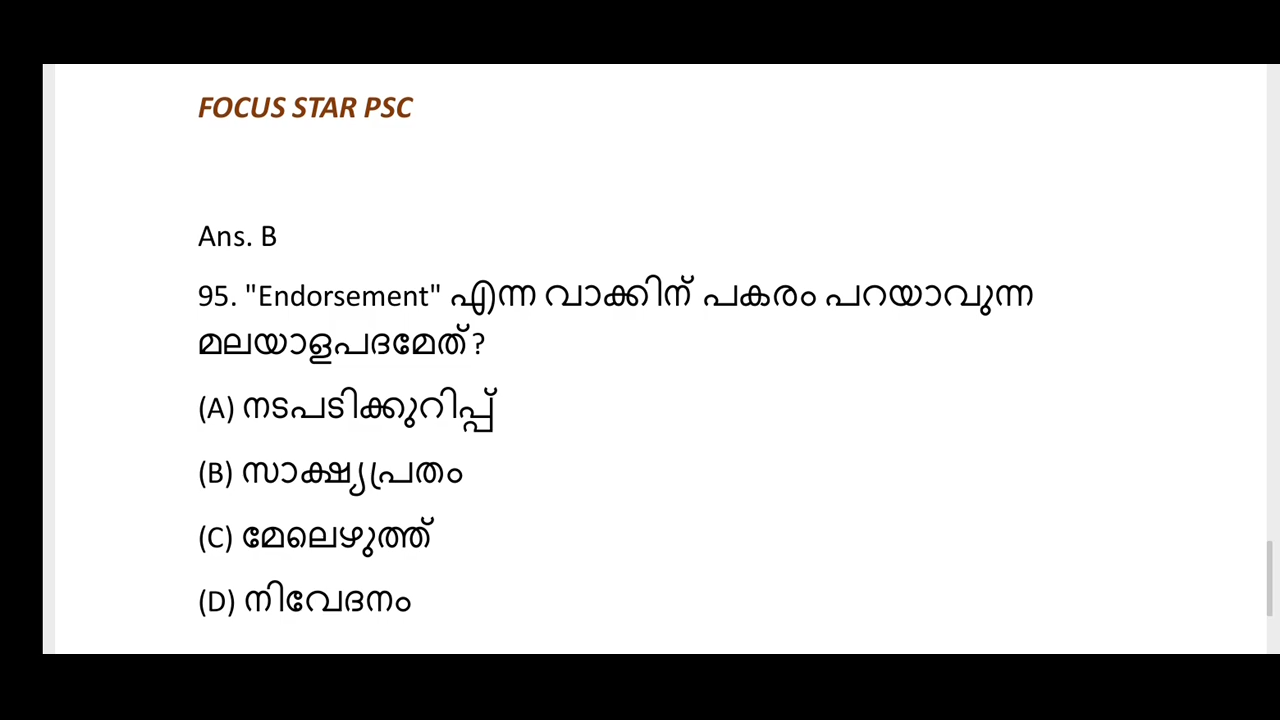 FOCUS STAR PSC
Ans. B
95. "Endorsement" എന്ന വാക്കിന് പകരം പറയാവുന്ന
മലയാളപദമേത്?
(A) നടപടിക്കുറിപ്പ്
(B) സാക്ഷ്യപ്രതം
(C) മേലെഴുത്ത്
(D) നിവേദനം